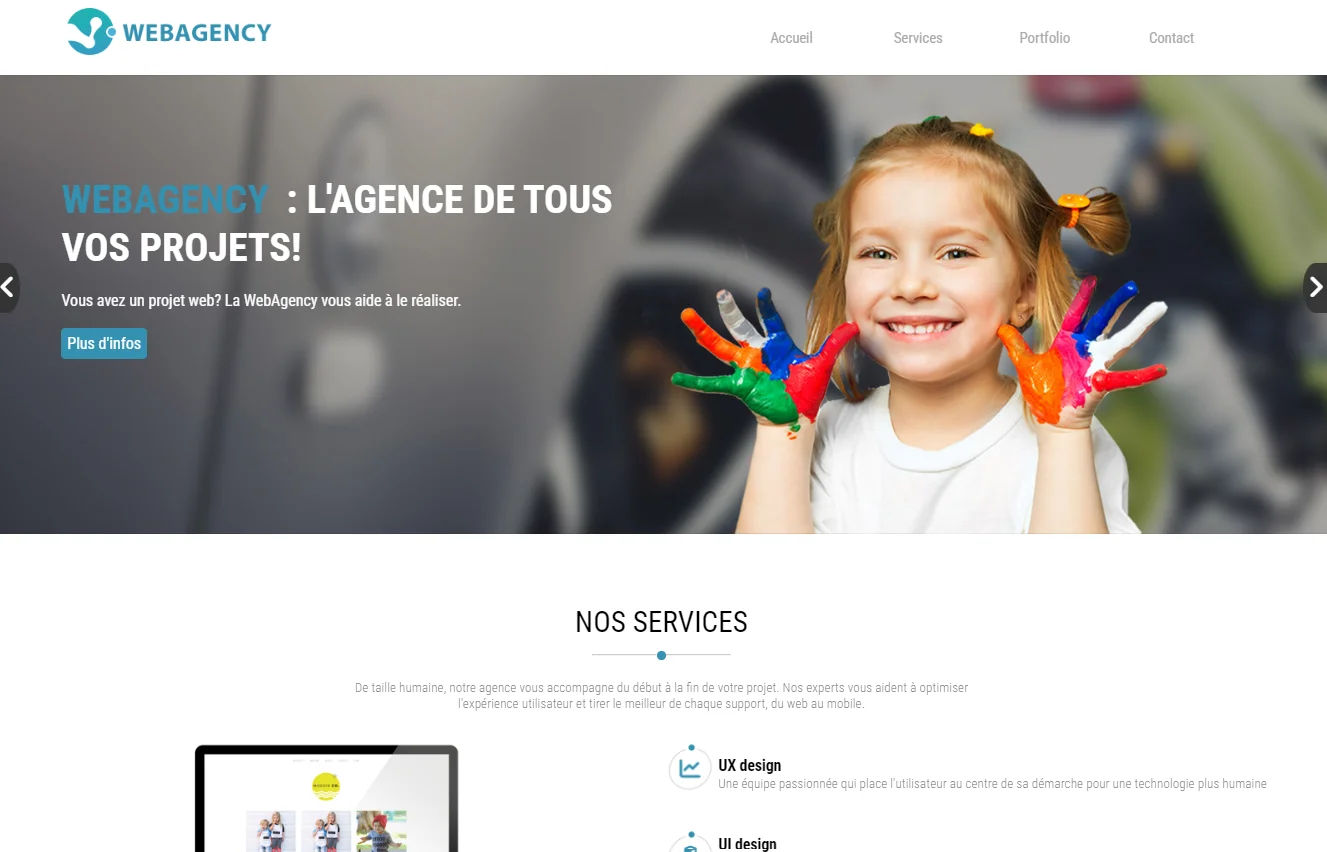 WEBAGENCY
Accueil
Services
Portfolio
Contact
WEBAGENCY : L'AGENCE DE TOUS
VOS PROJETS!
Vous avez un projet web? La WebAgency vous aide à le réaliser.
Plus d'infos
NOS SERVICES
De taille humaine, notre agence vous accompagne du début à la fin de votre projet. Nos experts vous aident à optimiser
l'expérience utilisateur et tirer le meilleur de chaque support, du web au mobile.
UX design
Une équipe passionnée qui place l'utilisateur au centre de sa démarche pour une technologie plus humaine
UI design